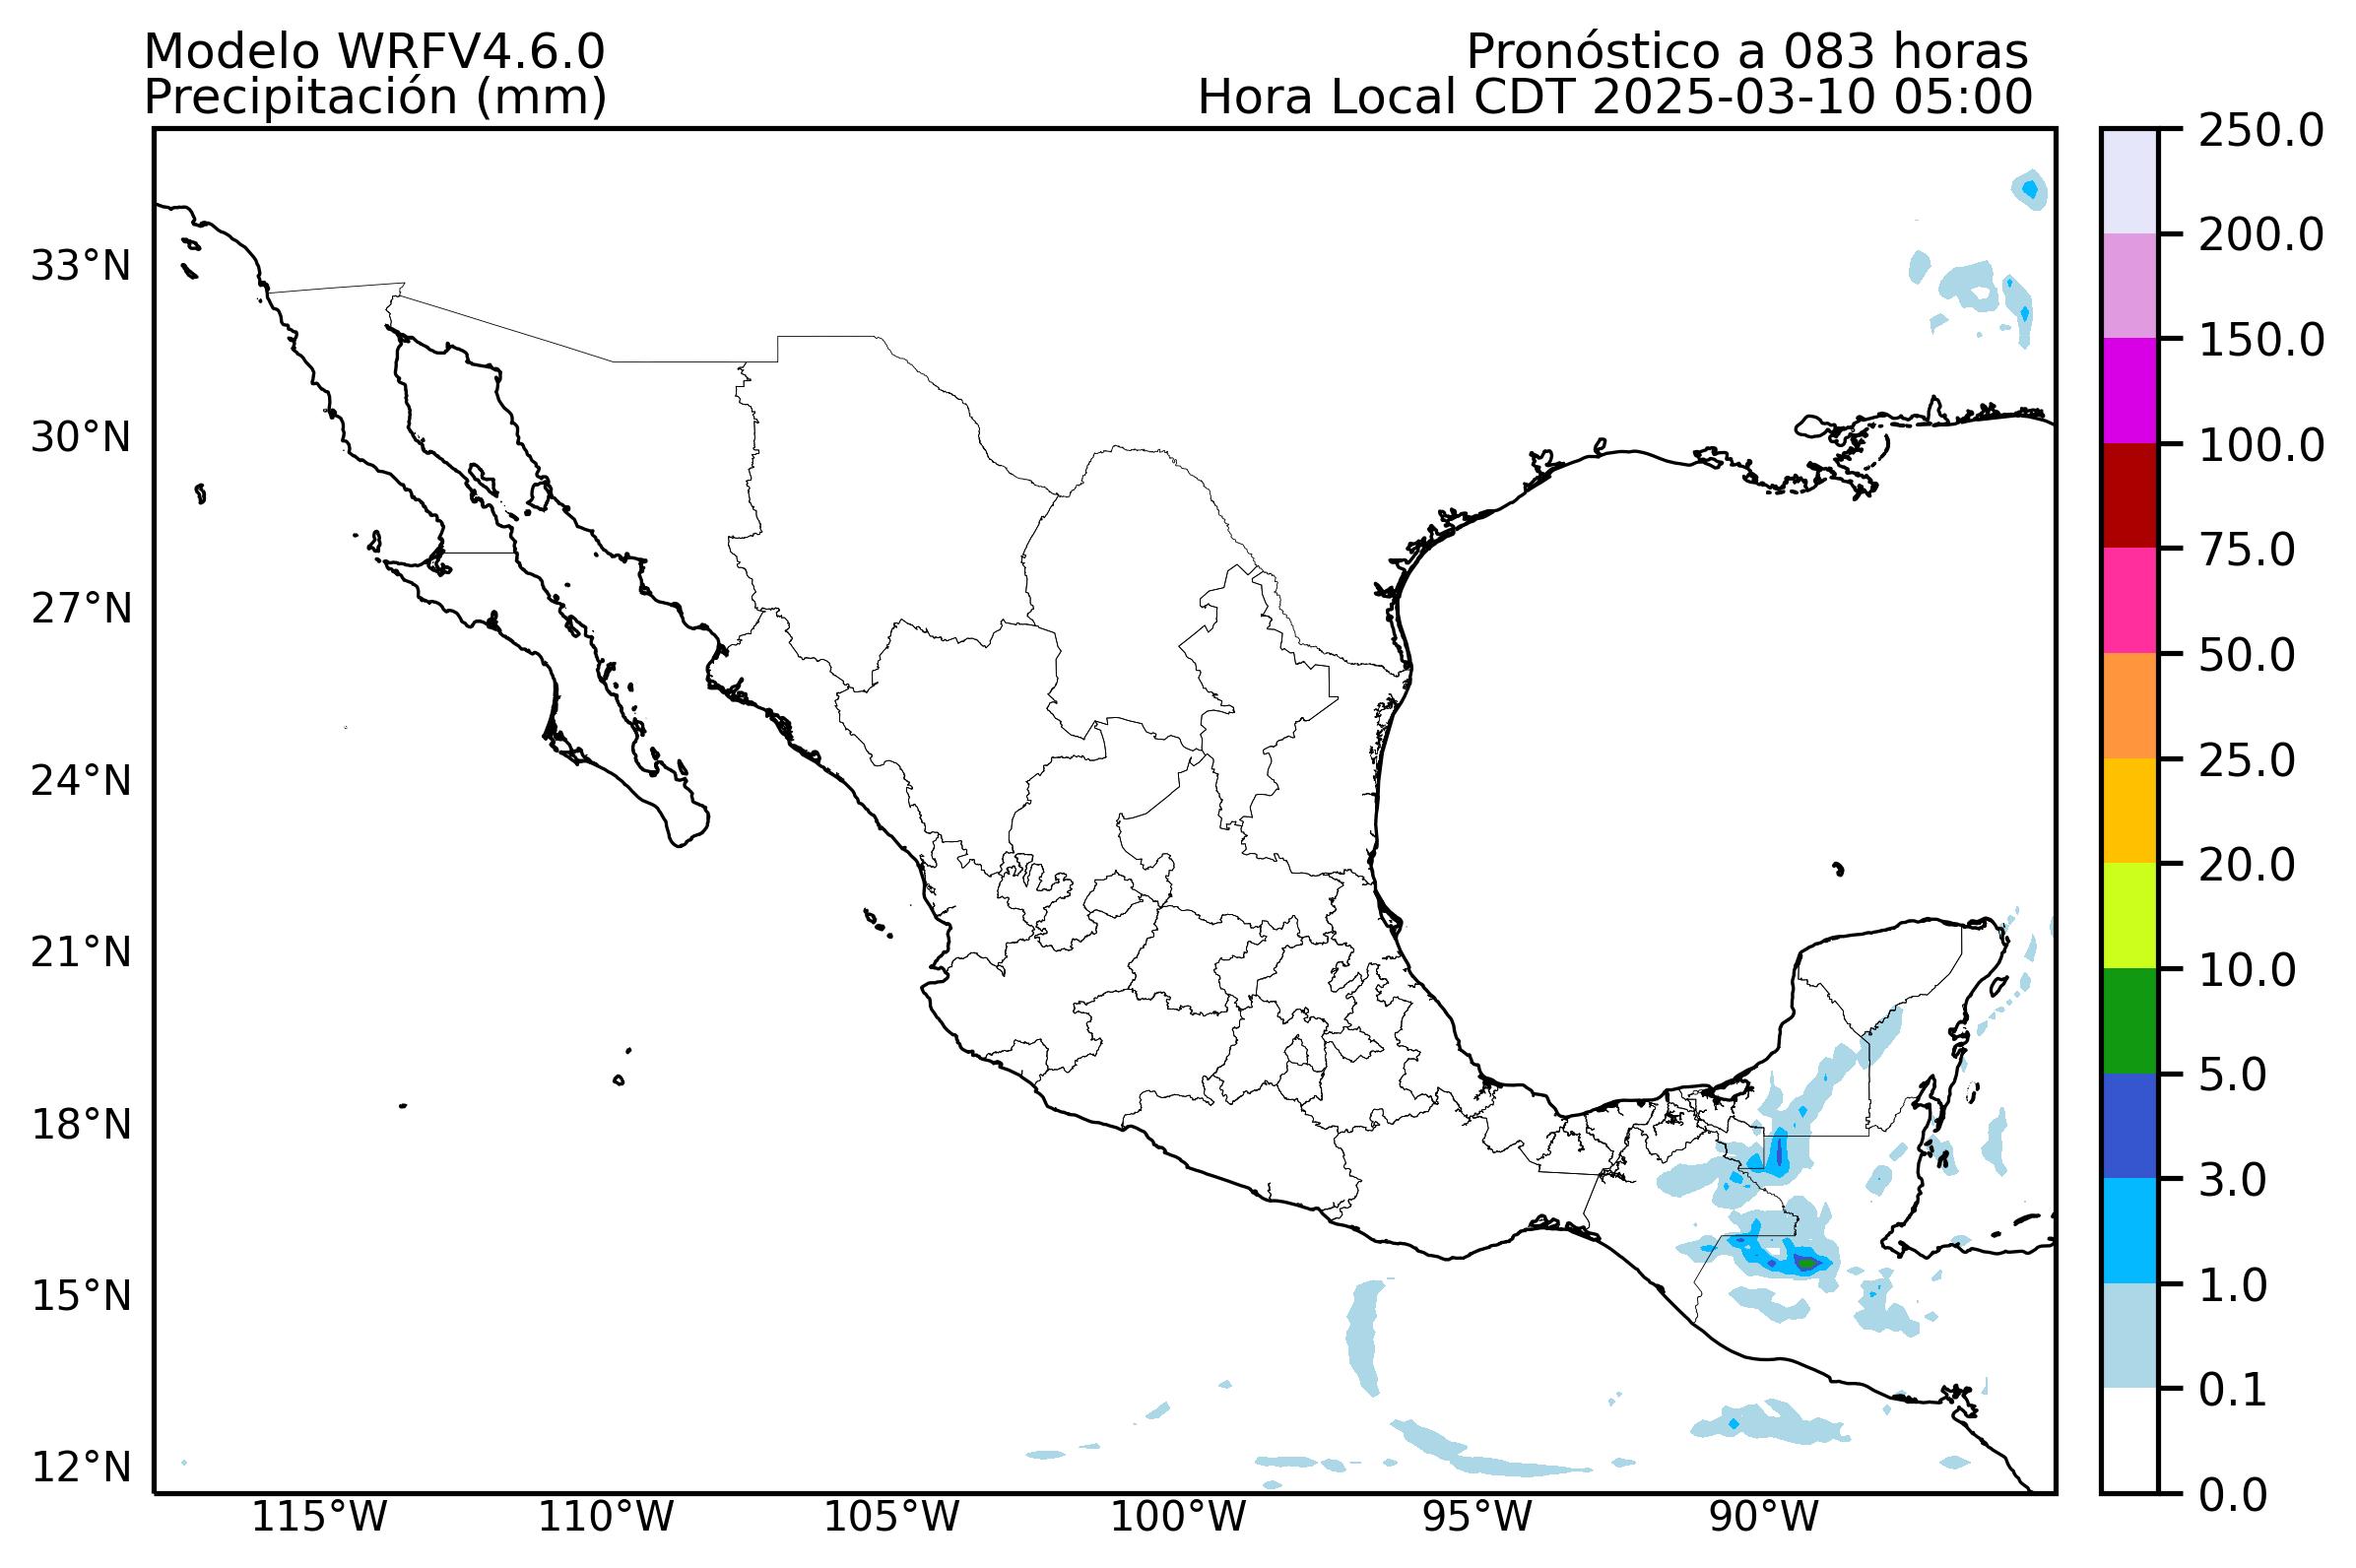 Modelo WRFV4.6.0
Pronóstico a 083 horas
Precipitación (mm)
Hora Local CDT 2025-03-10 05:00
250.0
200.0
150.0
100.0
75.0
50.0
25.0
20.0
10.0
5.0
3.0
1.0
0.1
0.0
33°N
30°N
27°N
24°N
21°N
18°N
15°N
12°N
115°W
110°W
105°W
100°W
95°W
90°W